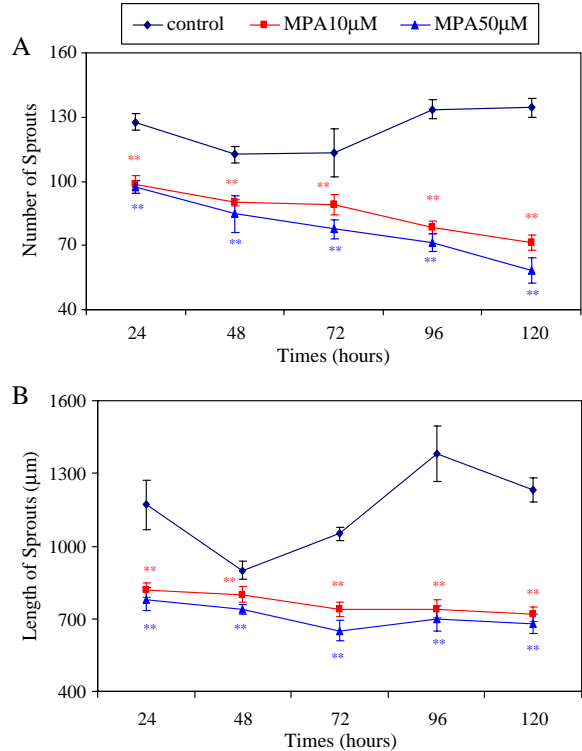 control MPA10µM MPA50µM
A
160
130
100
70
40
Number of Sprouts
** ** ** ** **
** ** ** ** **
24 48 72 96 120
Times (hours)
B
1600
1300
1000
700
400
Length of Sprouts (µm)
** ** ** ** **
** ** ** ** **
24 48 72 96 120
Times (hours)